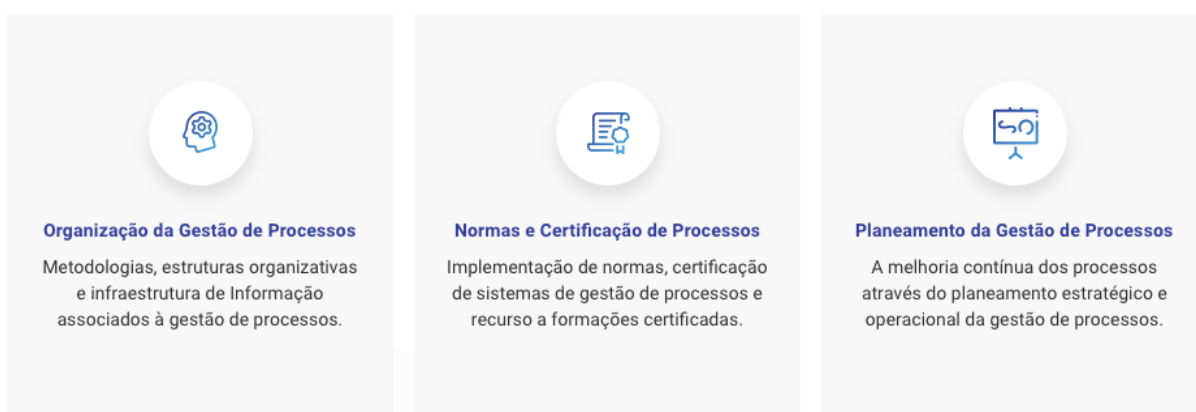 Organização da Gestão de Processos
Metodologias, estruturas organizativas
e infraestrutura de Informação
associados à gestão de processos.
Normas e Certificação de Processos
Implementação de normas, certificação
de sistemas de gestão de processos e
recurso a formações certificadas.
Planeamento da Gestão de Processos
A melhoria contínua dos processos
através do planeamento estratégico e
operacional da gestão de processos.